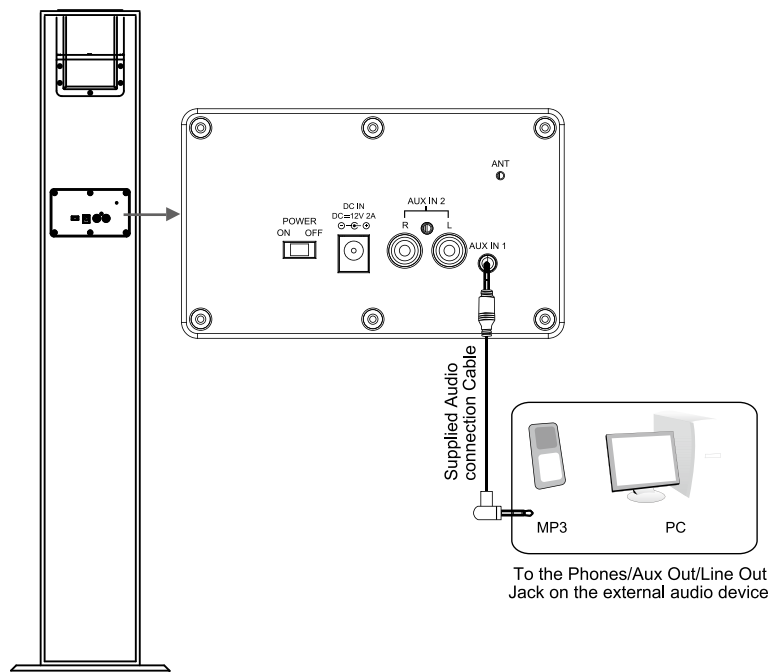 ANT
DC IN
DC=12V 2A
AUX IN 2
POWER
ON OFF
R L
AUX IN 1
Supplied Audio
connection Cable
MP3 PC
To the Phones/Aux Out/Line Out
Jack on the external audio device